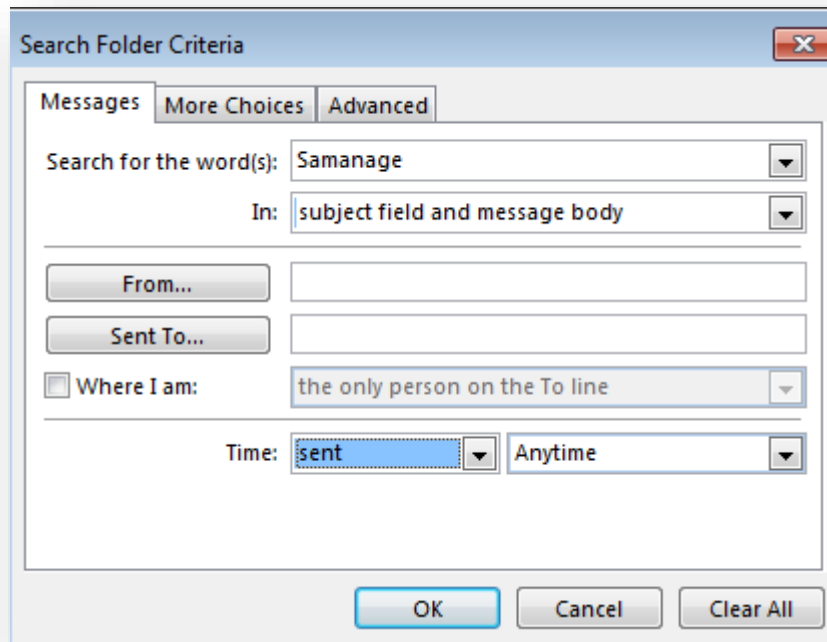 Search Folder Criteria
Messages More Choices Advanced
Search for the word(s): Samanage
In: subject field and message body
From...
Sent To...
Where I am: the only person on the To line
Time: sent Anytime
OK Cancel Clear All